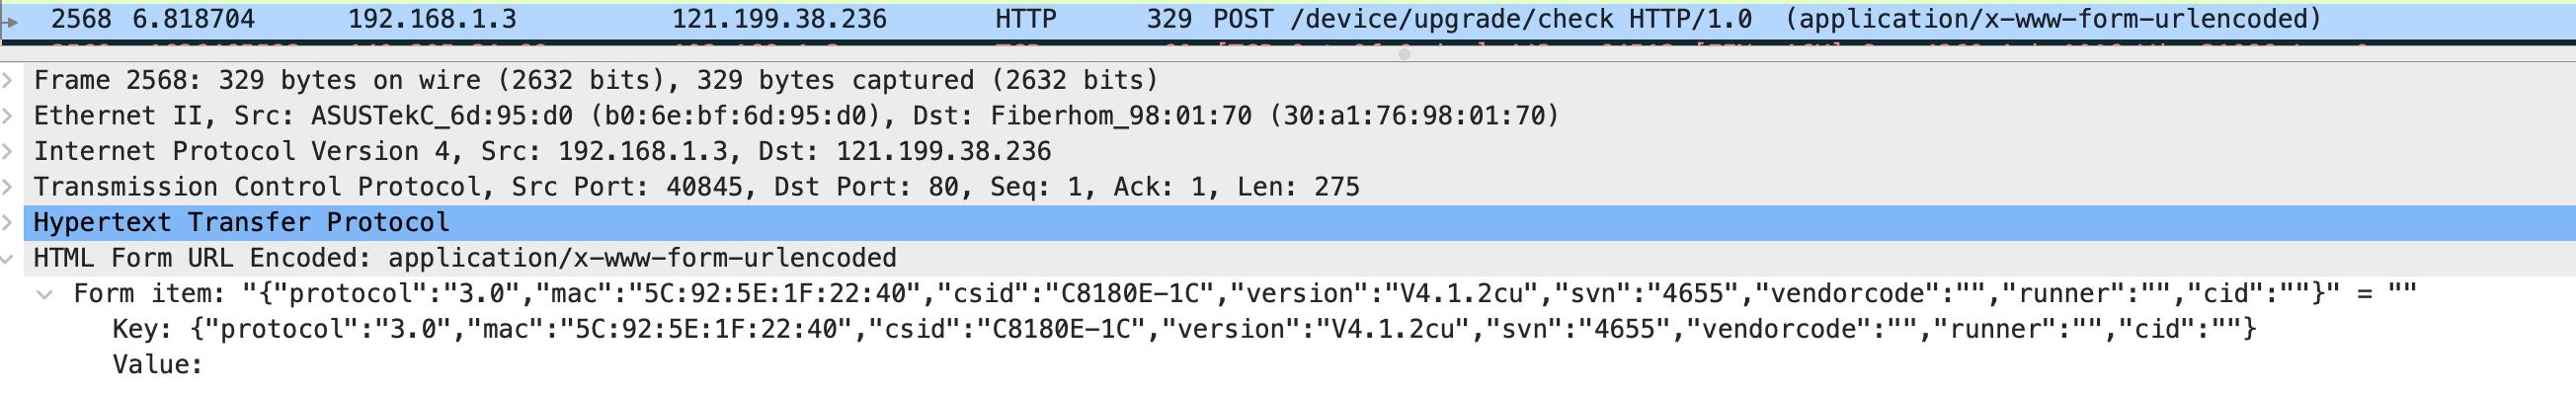 2568 6.818704 192.168.1.3 121.199.38.236 HTTP 329 POST /device/upgrade/check HTTP/1.0 (application/x-www-form-urlencoded)
Frame 2568: 329 bytes on wire (2632 bits), 329 bytes captured (2632 bits)
Ethernet II, Src: ASUSTekC_6d:95:d0 (b0:6e:bf:6d:95:d0), Dst: Fiberhom_98:01:70 (30:a1:76:98:01:70)
Internet Protocol Version 4, Src: 192.168.1.3, Dst: 121.199.38.236
Transmission Control Protocol, Src Port: 40845, Dst Port: 80, Seq: 1, Ack: 1, Len: 275
Hypertext Transfer Protocol
HTML Form URL Encoded: application/x-www-form-urlencoded
Form item: "{"protocol":"3.0","mac":"5C:92:5E:1F:22:40","csid":"C8180E-1C","version":"V4.1.2cu","svn":"4655","vendorcode":"","runner":"","cid":""}" = ""
Key: {"protocol":"3.0","mac":"5C:92:5E:1F:22:40","csid":"C8180E-1C","version":"V4.1.2cu","svn":"4655","vendorcode":"","runner":"","cid":""}
Value: